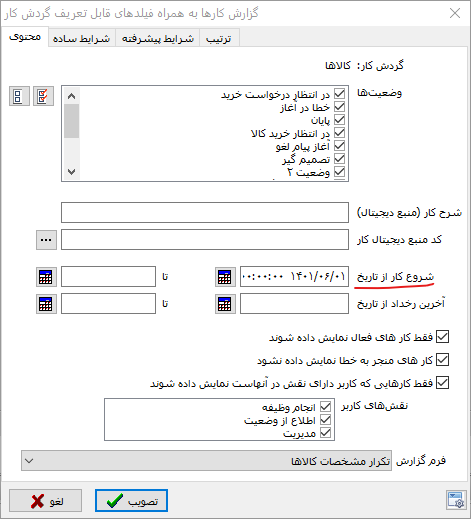 گزارش کارها به همراه فیلدهای قابل تعریف گردش کار
محتوی
شرایط ساده
شرایط پیشرفته
ترتیب
گردش کار: کالاها
وضعیت‌ها
در انتظار درخواست خرید
خطا در آغاز
پایان
در انتظار خرید کالا
آغاز پیام لغو
تصمیم گیر
وضعیت ۲
شرح کار (منبع دیجیتال)
کد منبع دیجیتال کار
...
شروع کار از تاریخ
۱۴۰۱/۰۶/۰۱ ۰۰:۰۰:۰۰
تا
آخرین رخداد از تاریخ
تا
فقط کار های فعال نمایش داده شوند
کار های منجر به خطا نمایش داده نشود
فقط کارهایی که کاربر دارای نقش در آنهاست نمایش داده شوند
نقش‌های کاربر
انجام وظیفه
اطلاع از وضعیت
مدیریت
فرم گزارش
تکرار مشخصات کالاها
تصویب
لغو